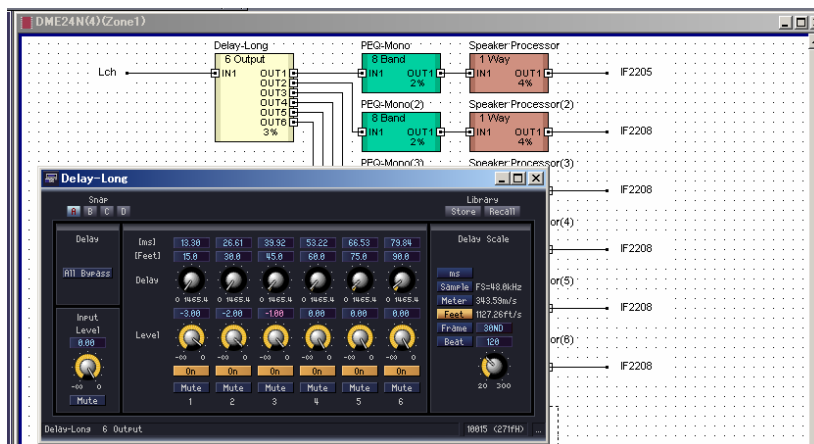 DME24N(4)(Zone1)
Delay-Long
PEQ-Mono
Speaker Processor
6 Output
8 Band
1 Way
Lch
IN1 OUT1
IN1 OUT1
IN1 OUT1
IF2205
OUT2
2%
4%
OUT3
OUT4
PEQ-Mono(2)
Speaker Processor(2)
OUT5
8 Band
1 Way
OUT6
IN1 OUT1
IN1 OUT1
IF2208
3%
2%
4%
PEQ-Mono(3)
Speaker Processor(3)
Delay-Long
IF2208
Snap
Library
A B C D
Store Recall
or(4)
Delay
Delay Scale
[ms] 13.30 26.61 39.92 53.22 66.53 79.84
IF2208
[Feet] 15.0 30.0 45.0 60.0 75.0 90.0
All Bypass
ms
Delay
Sample FS=48.0kHz
or(5)
0 1465.4 0 1465.4 0 1465.4 0 1465.4 0 1465.4 0 1465.4
Meter 343.59m/s
IF2208
Input
Level
-3.00 -2.00 -1.00 0.00 0.00 0.00
Feet 1127.26ft/s
Frame 30ND
0.00
Level
Beat 120
or(6)
-∞ 0 -∞ 0 -∞ 0 -∞ 0 -∞ 0 -∞ 0
IF2208
On On On On On On
-∞ 0
20 300
Mute
Mute Mute Mute Mute Mute Mute
1 2 3 4 5 6
Delay-Long 6 Output
10015 (271fH) ...